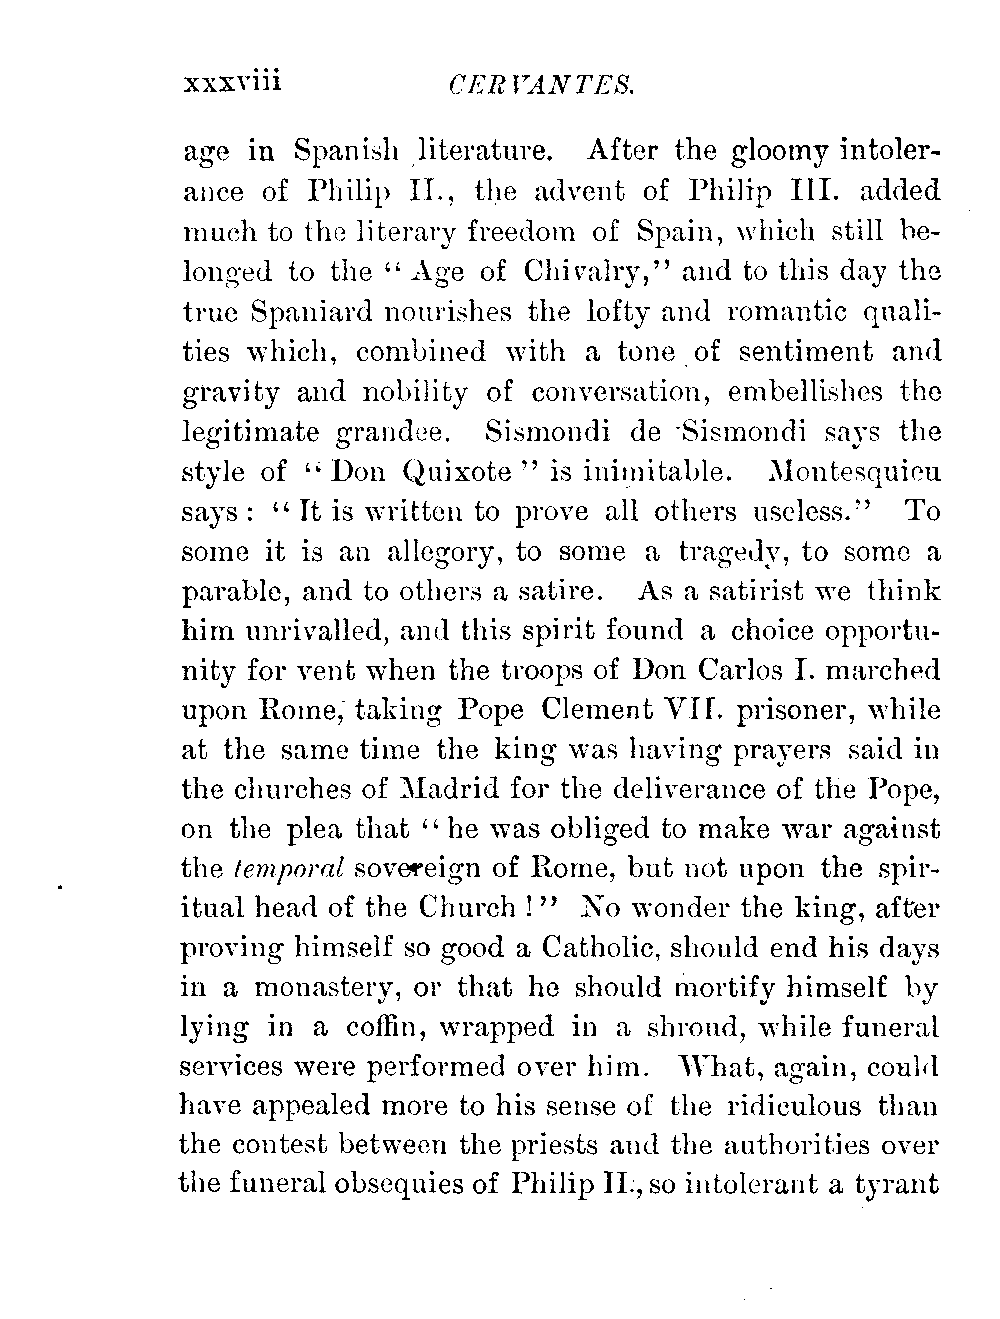 xxxviii CERVANTES.
age in Spanish literature. After the gloomy intoler-
ance of Philip II., the advent of Philip III. added
much to the literary freedom of Spain, which still be-
longed to the “ Age of Chivalry,” and to this day the
true Spaniard nourishes the lofty and romantic quali-
ties which, combined with a tone of sentiment and
gravity and nobility of conversation, embellishes the
legitimate grandee. Sismondi de Sismondi says the
style of “ Don Quixote ” is inimitable. Montesquieu
says : “ It is written to prove all others useless.” To
some it is an allegory, to some a tragedy, to some a
parable, and to others a satire. As a satirist we think
him unrivalled, and this spirit found a choice opportu-
nity for vent when the troops of Don Carlos I. marched
upon Rome, taking Pope Clement VII. prisoner, while
at the same time the king was having prayers said in
the churches of Madrid for the deliverance of the Pope,
on the plea that “ he was obliged to make war against
the temporal sovereign of Rome, but not upon the spir-
itual head of the Church ! ” No wonder the king, after
proving himself so good a Catholic, should end his days
in a monastery, or that he should mortify himself by
lying in a coffin, wrapped in a shroud, while funeral
services were performed over him. What, again, could
have appealed more to his sense of the ridiculous than
the contest between the priests and the authorities over
the funeral obsequies of Philip II., so intolerant a tyrant